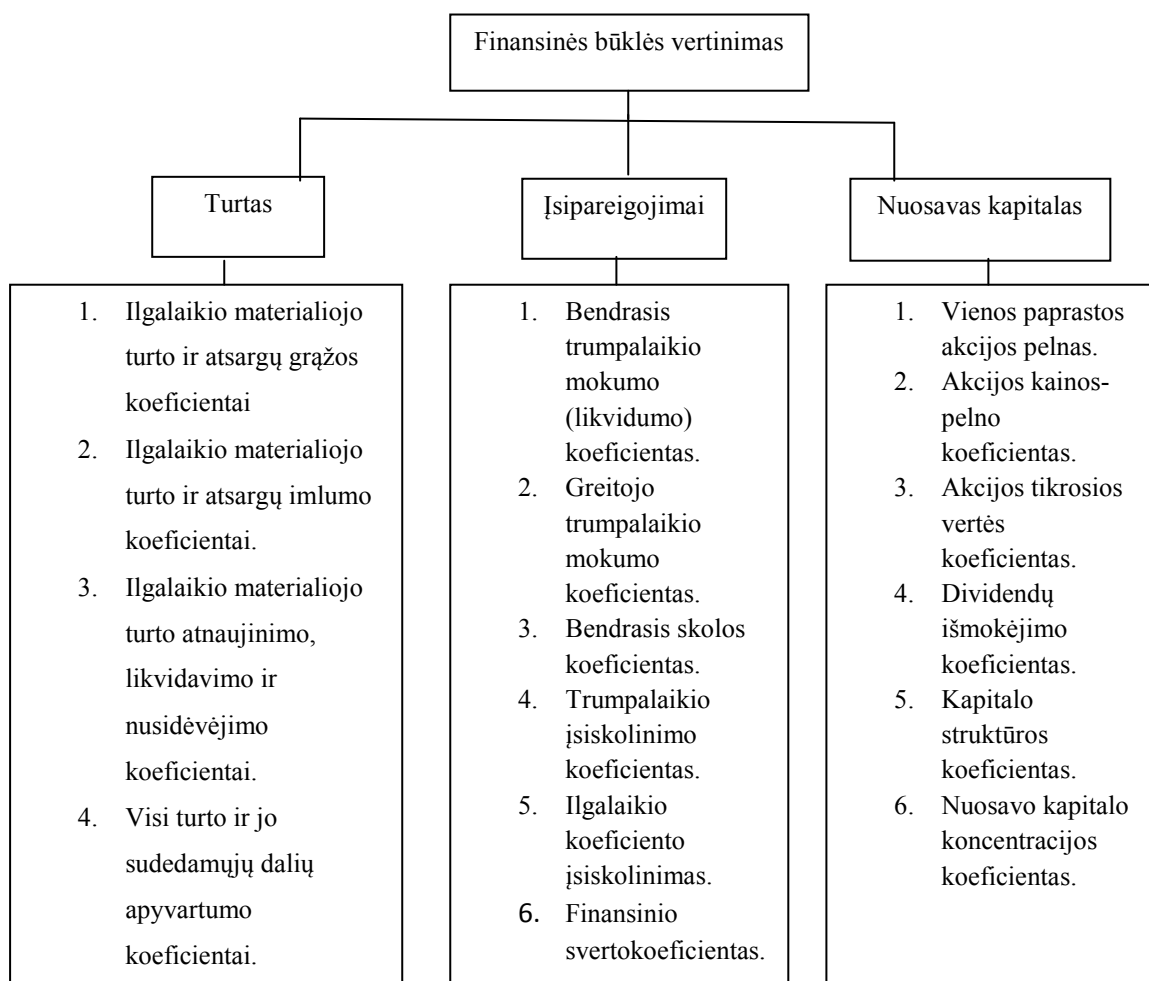 Finansinės būklės vertinimas
Turtas
Įsipareigojimai
Nuosavas kapitalas
1. Ilgalaikio materialiojo
turto ir atsargų grąžos
koeficientai
2. Ilgalaikio materialiojo
turto ir atsargų imlumo
koeficientai.
3. Ilgalaikio materialiojo
turto atnaujinimo,
likvidavimo ir
nusidėvėjimo
koeficientai.
4. Visi turto ir jo
sudedamųjų dalių
apyvartumo
koeficientai.
1. Bendrasis
trumpalaikio
mokumo
(likvidumo)
koeficientas.
2. Greitojo
trumpalaikio
mokumo
koeficientas.
3. Bendrasis skolos
koeficientas.
4. Trumpalaikio
įsiskolinimo
koeficientas.
5. Ilgalaikio
koeficiento
įsiskolinimas.
6. Finansinio
svertokoeficientas.
1. Vienos paprastos
akcijos pelnas.
2. Akcijos kainos-
pelno
koeficientas.
3. Akcijos tikrosios
vertės
koeficientas.
4. Dividendų
išmokėjimo
koeficientas.
5. Kapitalo
struktūros
koeficientas.
6. Nuosavo kapitalo
koncentracijos
koeficientas.